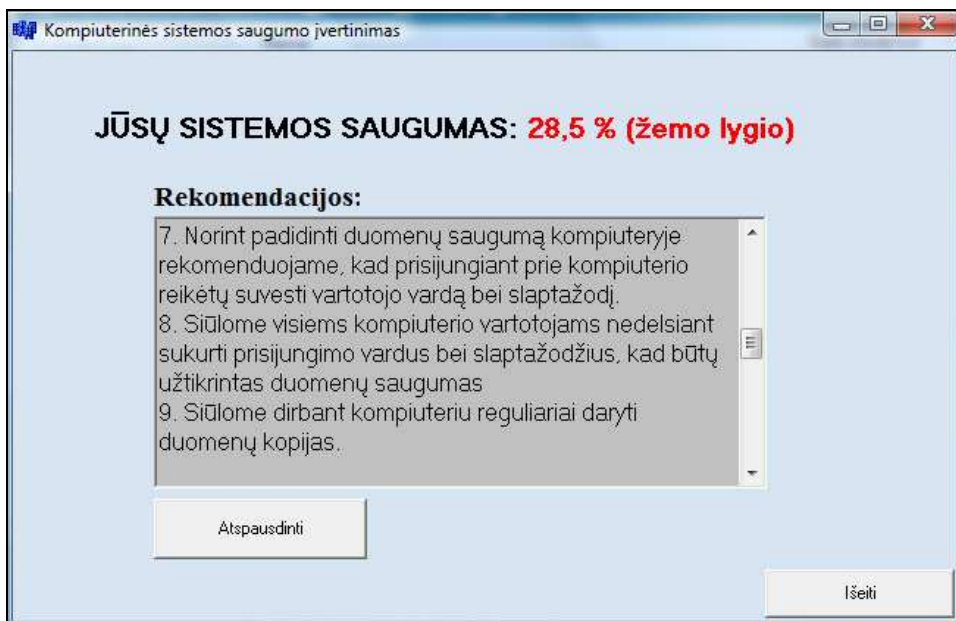 Kompiuterinės sistemos saugumo įvertinimas
JŪSŲ SISTEMOS SAUGUMAS: 28,5 % (žemo lygio)
Rekomendacijos:
7. Norint padidinti duomenų saugumą kompiuteryje
rekomenduojame, kad prisijungiant prie kompiuterio
reikėtų suvesti vartotojo vardą bei slaptažodį.
8. Siūlome visiems kompiuterio vartotojams nedelsiant
sukurti prisijungimo vardus bei slaptažodžius, kad būtų
užtikrintas duomenų saugumas
9. Siūlome dirbant kompiuteriu reguliariai daryti
duomenų kopijas.
Atspausdinti
Išeiti